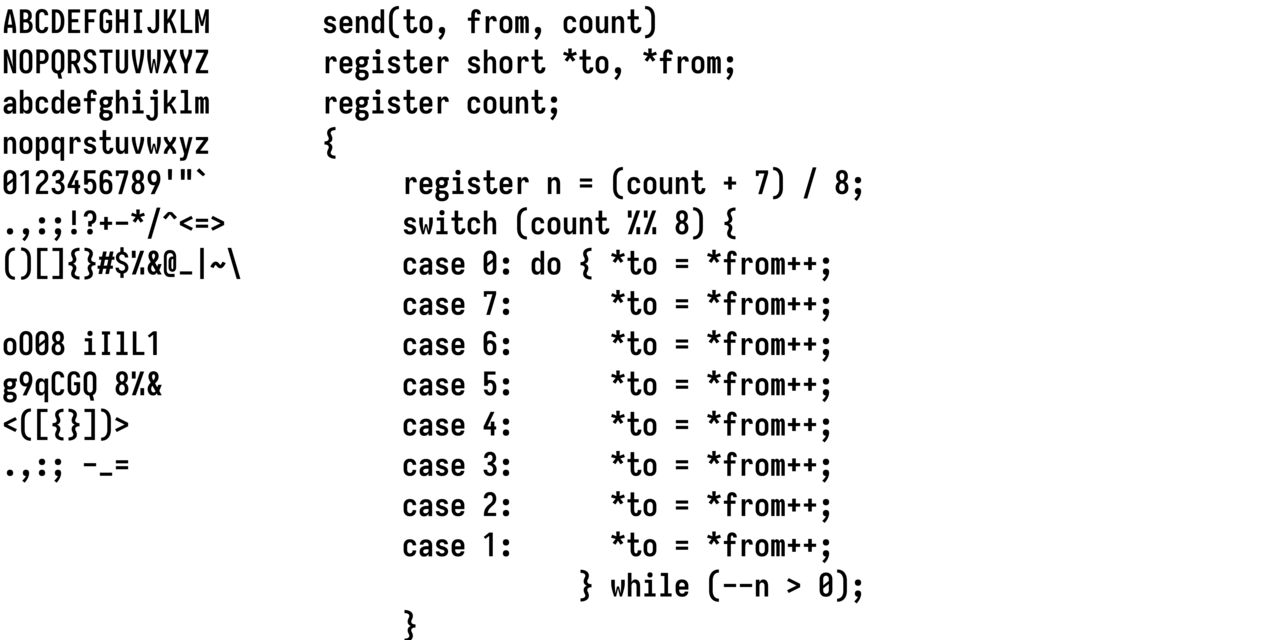 ABCDEFGHIJKLM
NOPQRSTUVWXYZ
abcdefghijklm
nopqrstuvwxyz
0123456789'"`
.,:;!?+-*/^<=>
()[]{}#$%&@_|~\
oO08 iIlL1
g9qCGQ 8%&
<([{}])>
.,:; -_=
send(to, from, count)
register short *to, *from;
register count;
{
     register n = (count + 7) / 8;
     switch (count %% 8) {
     case 0: do { *to = *from++;
     case 7:      *to = *from++;
     case 6:      *to = *from++;
     case 5:      *to = *from++;
     case 4:      *to = *from++;
     case 3:      *to = *from++;
     case 2:      *to = *from++;
     case 1:      *to = *from++;
                } while (--n > 0);
     }